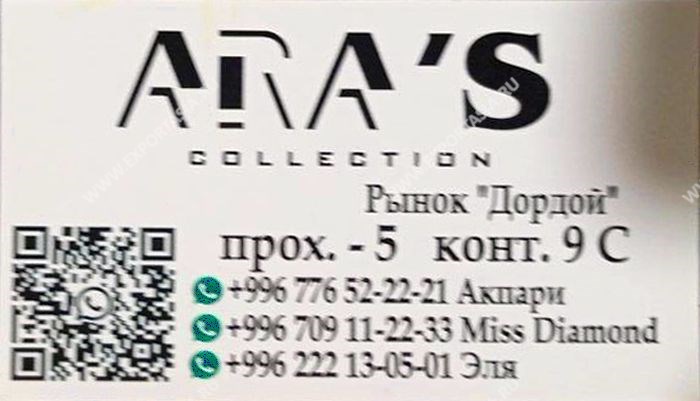 ARA'S
COLLECTION
Рынок "Дордой"
прох. - 5 конт. 9 С
+996 776 52-22-21 Акпари
+996 709 11-22-33 Miss Diamond
+996 222 13-05-01 Эля